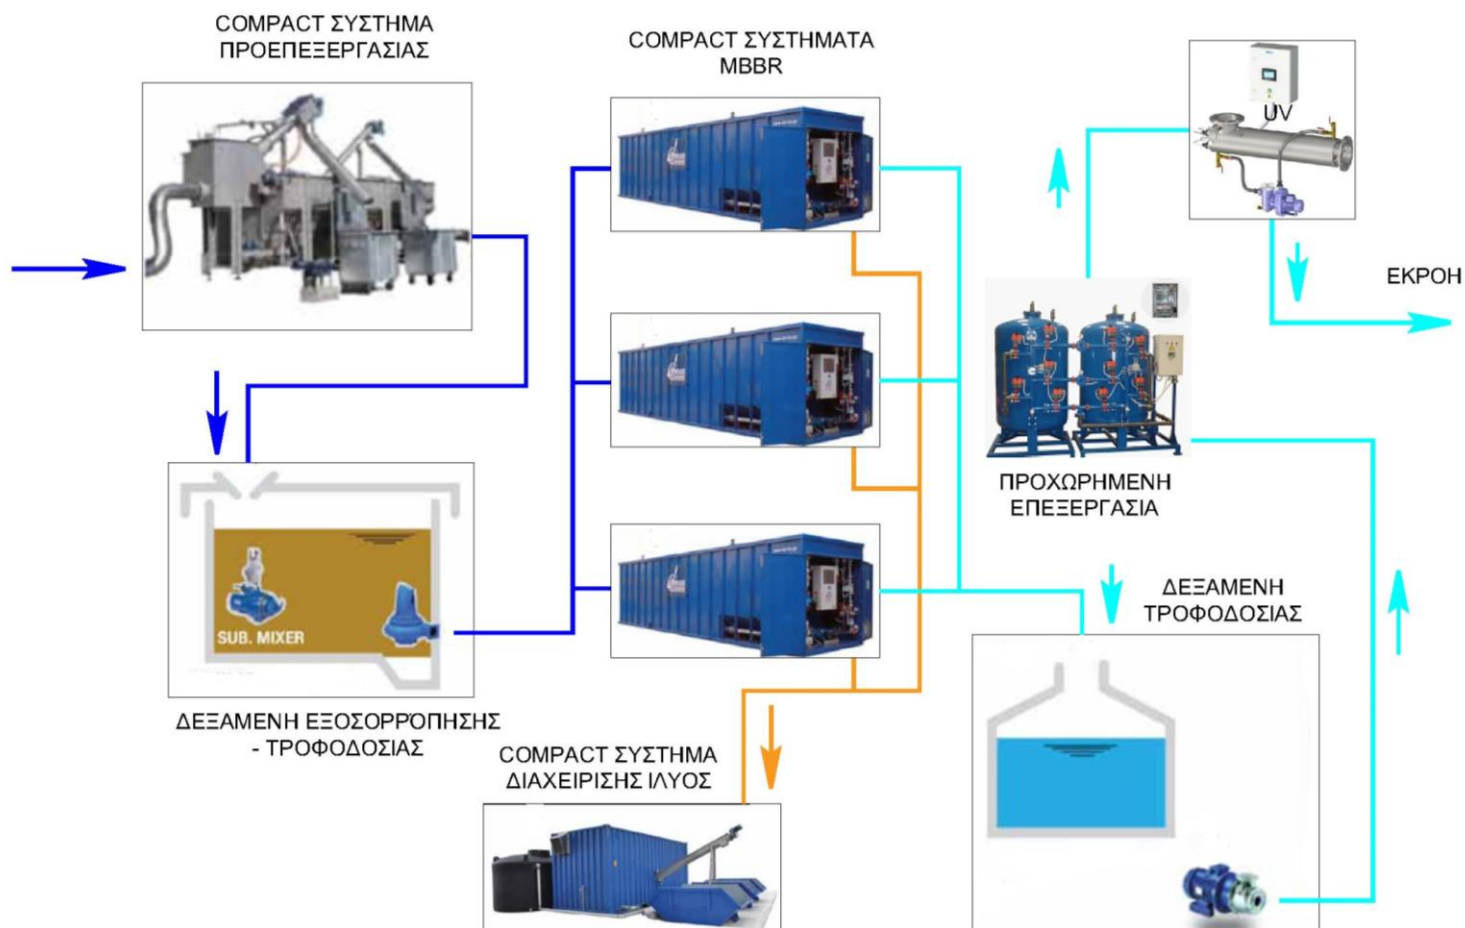 COMPACT ΣΥΣΤΗΜΑ
ΠΡΟΕΠΕΞΕΡΓΑΣΙΑΣ
COMPACT ΣΥΣΤΗΜΑΤΑ
MBBR
UV
ΕΚΡΟΗ
ΠΡΟΧΩΡΗΜΕΝΗ
ΕΠΕΞΕΡΓΑΣΙΑ
ΔΕΞΑΜΕΝΗ
ΤΡΟΦΟΔΟΣΙΑΣ
SUB. MIXER
ΔΕΞΑΜΕΝΗ ΕΞΟΣΟΡΡΌΠΗΣΗΣ
- ΤΡΟΦΟΔΟΣΙΑΣ
COMPACT ΣΥΣΤΗΜΑ
ΔΙΑΧΕΙΡΙΣΗΣ ΙΛΥΟΣ